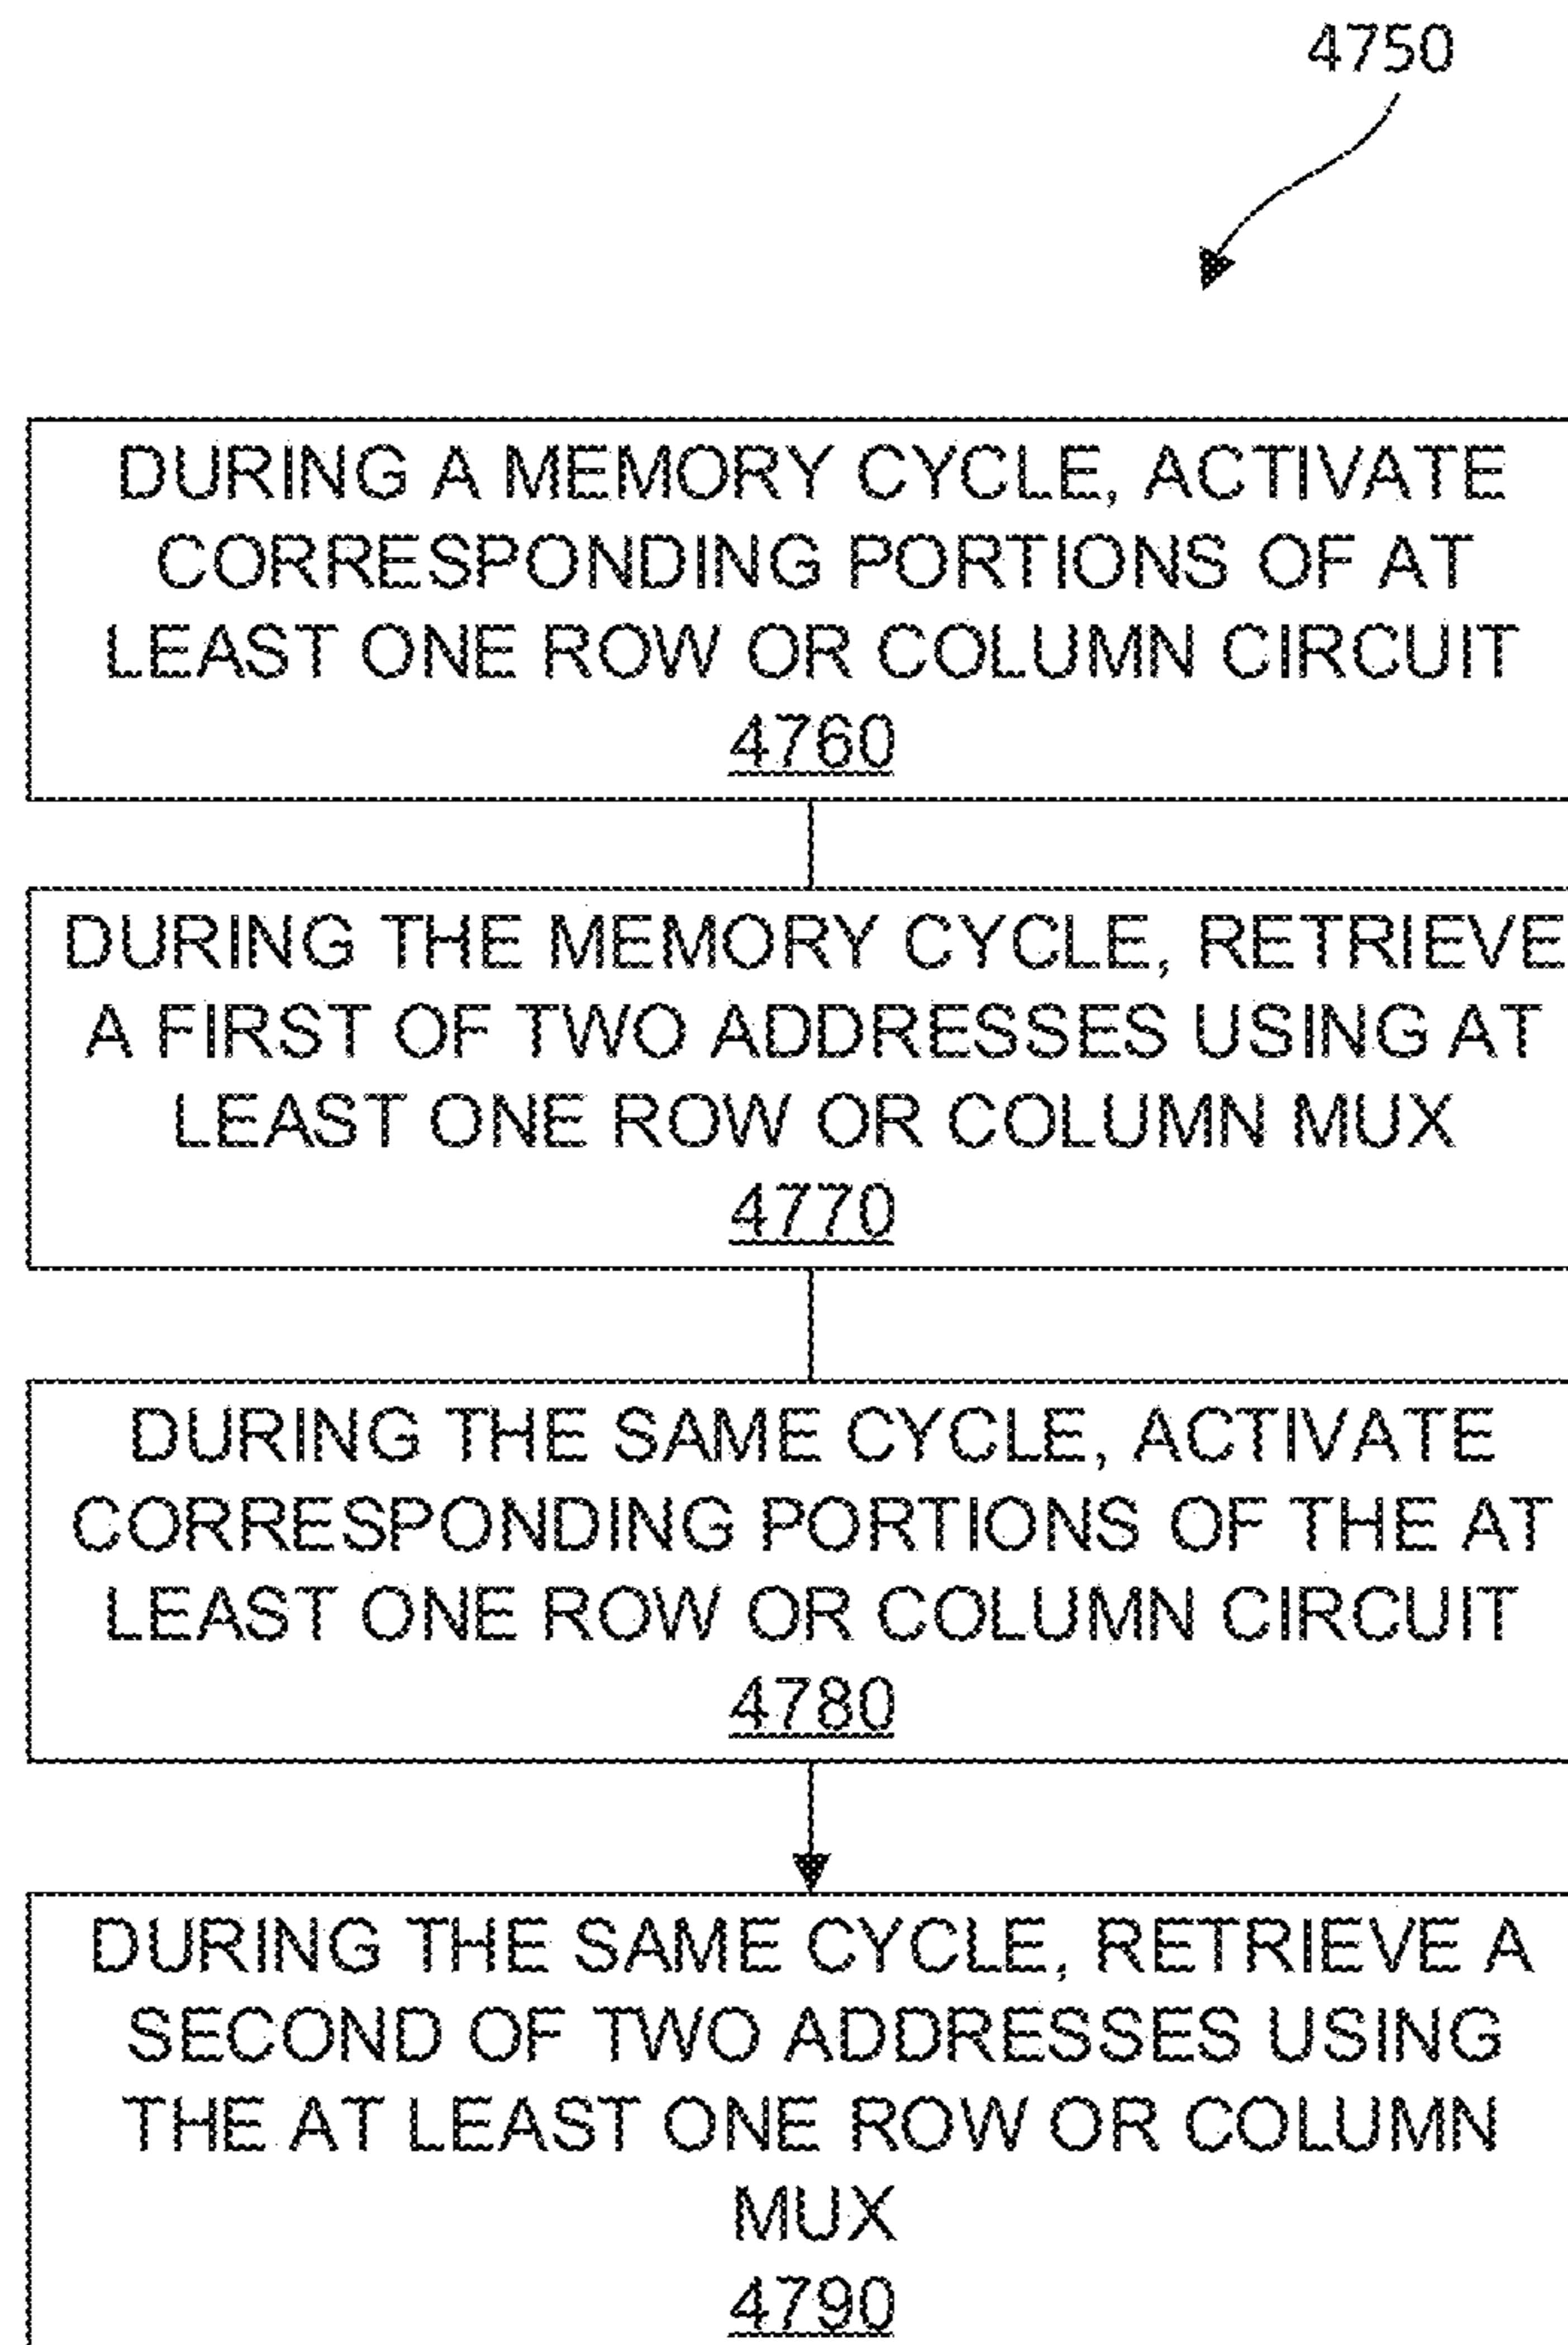 4750
DURING A MEMORY CYCLE, ACTIVATE
CORRESPONDING PORTIONS OF AT
LEAST ONE ROW OR COLUMN CIRCUIT
4760
DURING THE MEMORY CYCLE, RETRIEVE
A FIRST OF TWO ADDRESSES USING AT
LEAST ONE ROW OR COLUMN MUX
4770
DURING THE SAME CYCLE, ACTIVATE
CORRESPONDING PORTIONS OF THE AT
LEAST ONE ROW OR COLUMN CIRCUIT
4780
DURING THE SAME CYCLE, RETRIEVE A
SECOND OF TWO ADDRESSES USING
THE AT LEAST ONE ROW OR COLUMN
MUX
4790